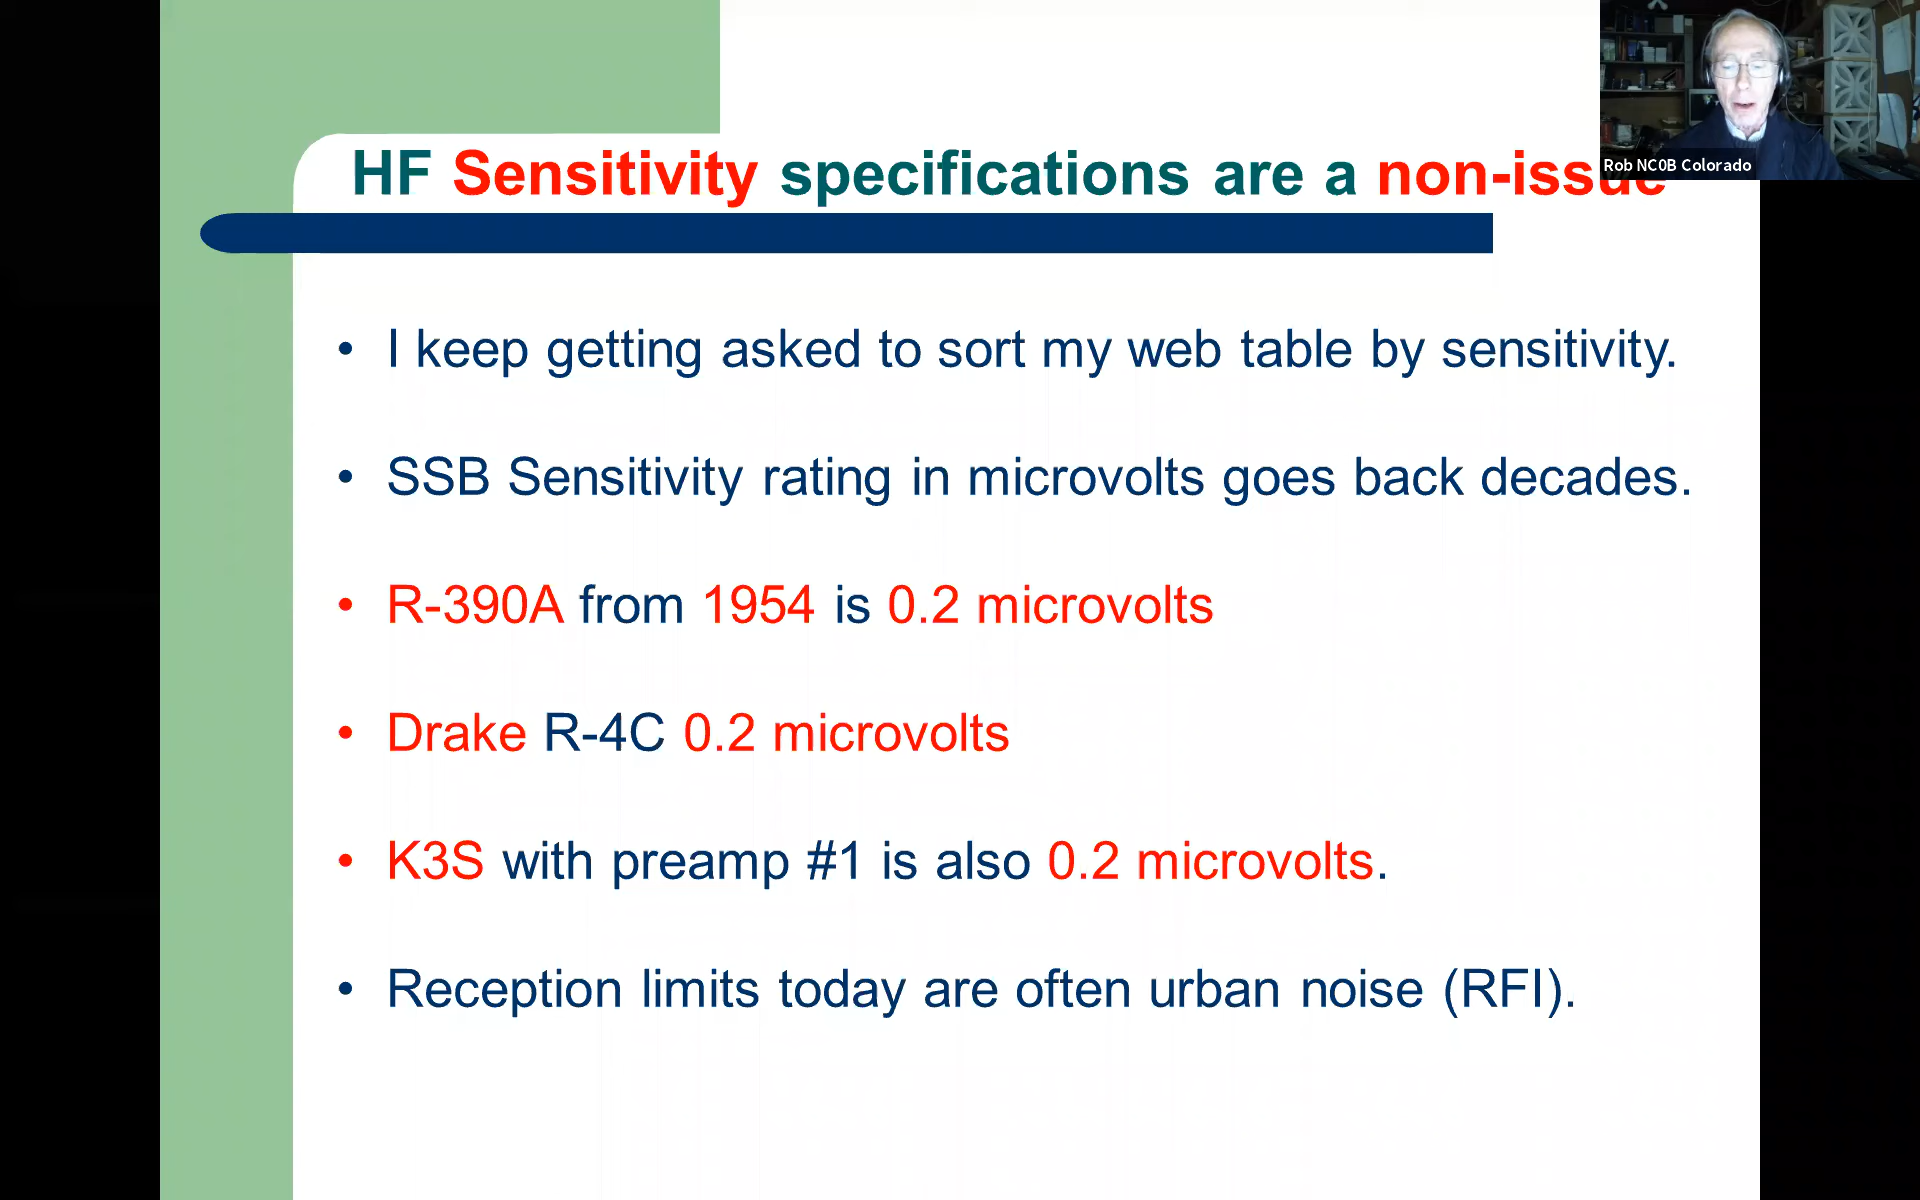 HF Sensitivity specifications are a non-issue
Rob NC0B Colorado
• I keep getting asked to sort my web table by sensitivity.
• SSB Sensitivity rating in microvolts goes back decades.
• R-390A from 1954 is 0.2 microvolts
• Drake R-4C 0.2 microvolts
• K3S with preamp #1 is also 0.2 microvolts.
• Reception limits today are often urban noise (RFI).